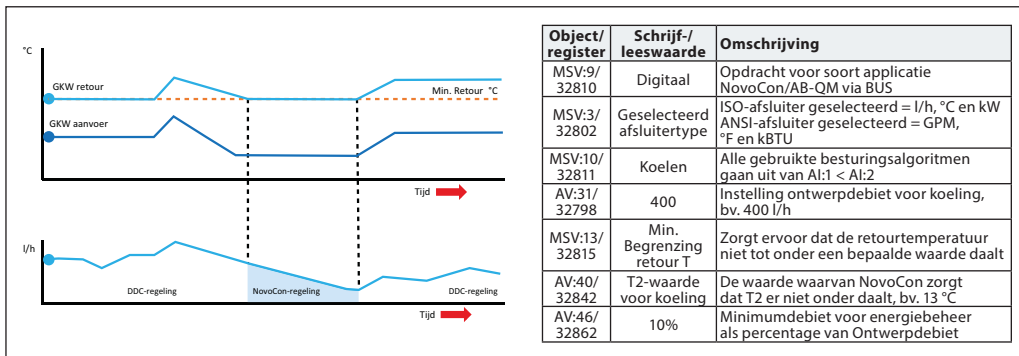 °C
GKW retour
Min. Retour °C
GKW aanvoer
Tijd
l/h
DDC-regeling
NovoCon-regeling
DDC-regeling
Tijd
Object/
register
Schrijf-/
leeswaarde
Omschrijving
MSV:9/
32810
Digitaal
Opdracht voor soort applicatie
NovoCon/AB-QM via BUS
MSV:3/
32802
Geselecteerd
afsluitertype
ISO-afsluiter geselecteerd = l/h, °C en kW
ANSI-afsluiter geselecteerd = GPM,
°F en kBTU
MSV:10/
32811
Koelen
Alle gebruikte besturingsalgoritmen
gaan uit van AI:1 < AI:2
AV:31/
32798
400
Instelling ontwerpdebiet voor koeling,
bv. 400 l/h
MSV:13/
32815
Min.
Begrenzing
retour T
Zorgt ervoor dat de retourtemperatuur
niet tot onder een bepaalde waarde daalt
AV:40/
32842
T2-waarde
voor koeling
De waarde waarvan NovoCon zorgt
dat T2 er niet onder daalt, bv. 13 °C
AV:46/
32862
10%
Minimumdebiet voor energiebeheer
als percentage van Ontwerpdebiet